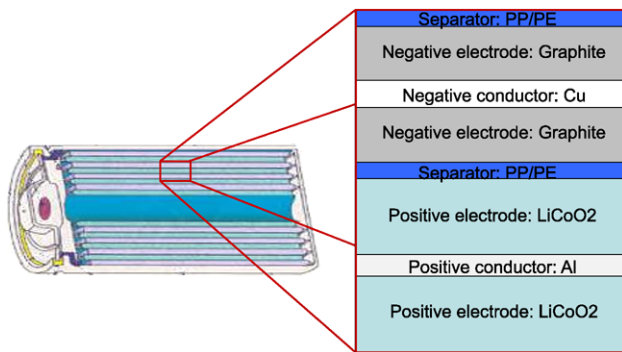 Separator: PP/PE
Negative electrode: Graphite
Negative conductor: Cu
Negative electrode: Graphite
Separator: PP/PE
Positive electrode: LiCoO2
Positive conductor: Al
Positive electrode: LiCoO2